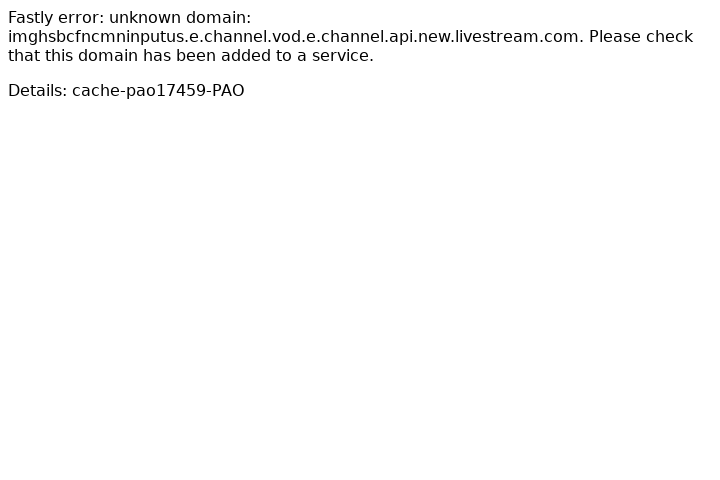 Fastly error: unknown domain:
imghsbcfncmninputus.e.channel.vod.e.channel.api.new.livestream.com. Please check
that this domain has been added to a service.
Details: cache-pao17459-PAO